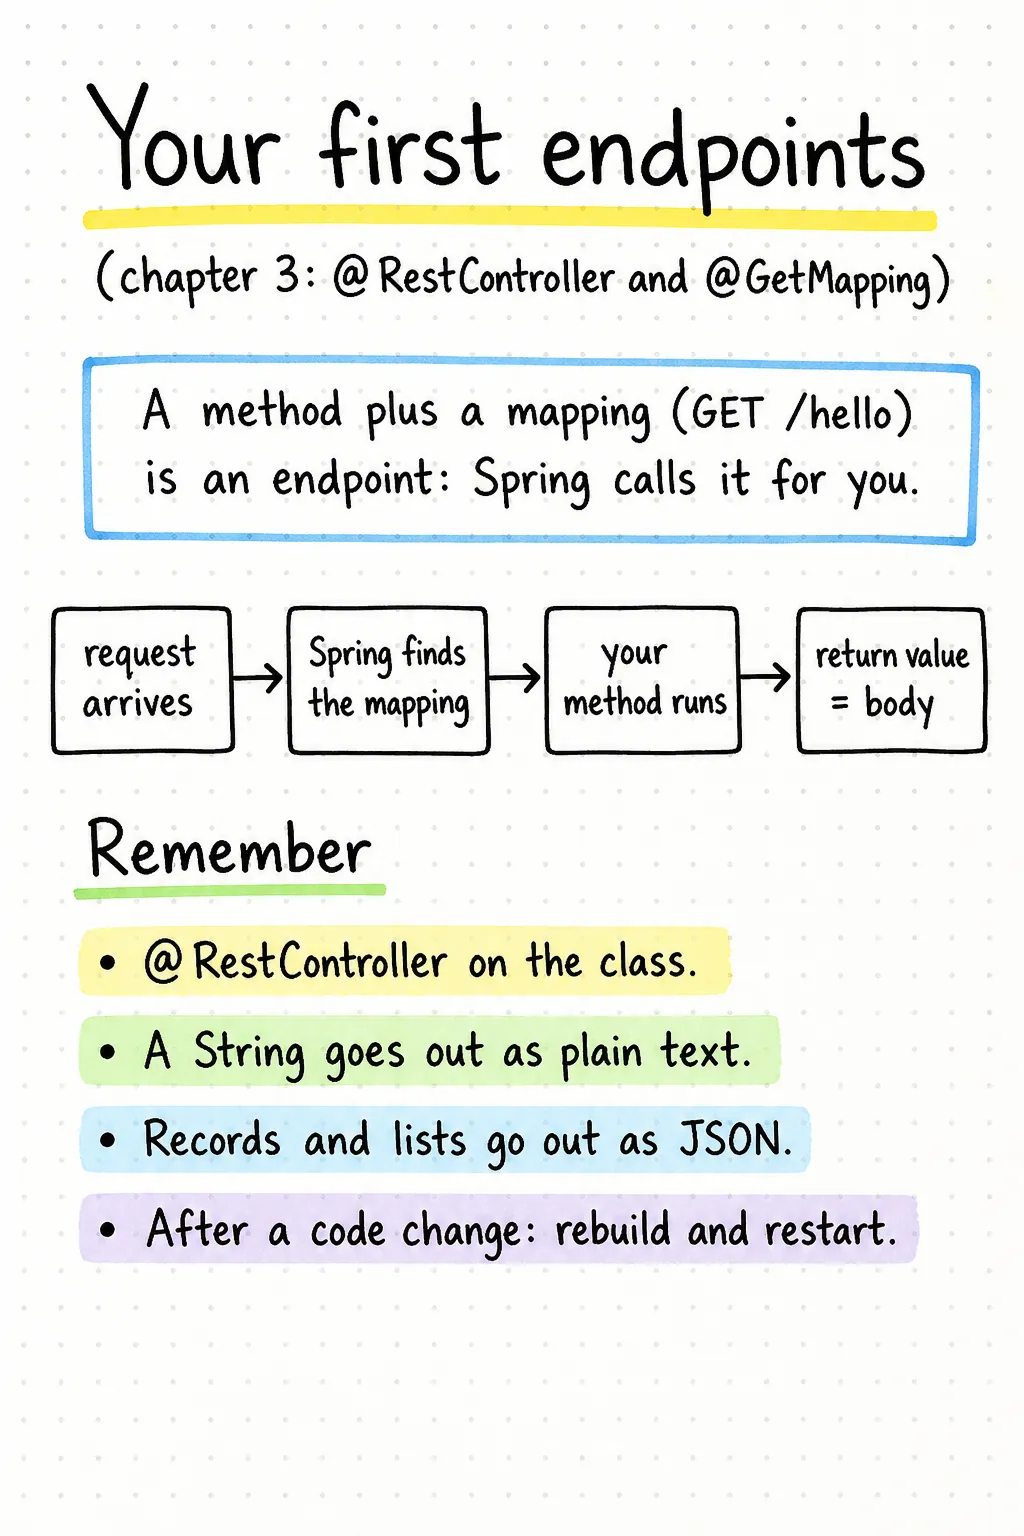 Your first endpoints
(chapter 3: @RestController and @GetMapping)
A method plus a mapping (GET /hello)
is an endpoint: Spring calls it for you.
request
arrives
Spring finds
the mapping
your
method runs
return value
= body
Remember
• @RestController on the class.
• A String goes out as plain text.
• Records and lists go out as JSON.
• After a code change: rebuild and restart.